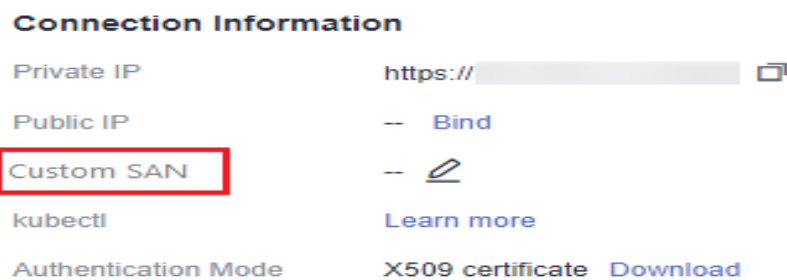 Connection Information
Private IP https://
Public IP -- Bind
Custom SAN --
kubectl Learn more
Authentication Mode X509 certificate Download